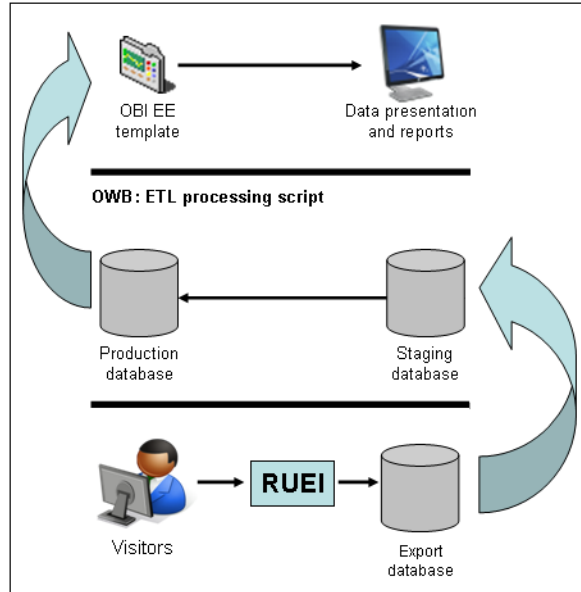 OBI EE
template
Data presentation
and reports
OWB: ETL processing script
Production
database
Staging
database
RUEI
Visitors
Export
database